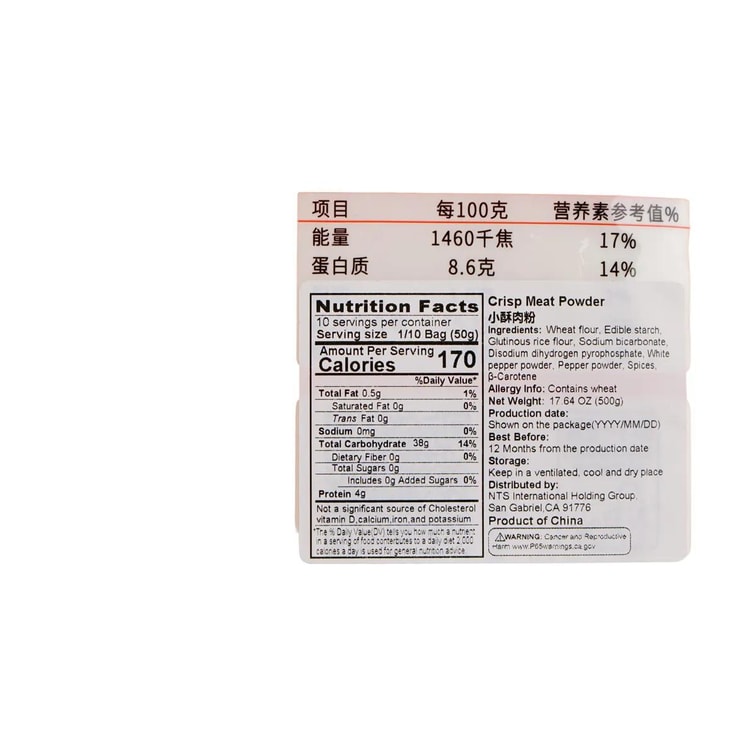 项目 每100克 营养素参考值%
能量 1460千焦 17%
蛋白质 8.6克 14%
Nutrition Facts
10 servings per container
Serving size 1/10 Bag (50g)
Amount Per Serving
Calories 170
%Daily Value*
Total Fat 0.5g 1%
Saturated Fat 0g 0%
Trans Fat 0g
Sodium 0mg 0%
Total Carbohydrate 38g 14%
Dietary Fiber 0g 0%
Total Sugars 0g
Includes 0g Added Sugars 0%
Protein 4g
Not a significant source of Cholesterol
vitamin D,calcium,iron,and potassium
*The % Daily Value(DV) tells you how much a nutrient
in a serving of food conterbutes to a daily diet 2,000
calories a day is used for general nutrition advice.
Crisp Meat Powder
小酥肉粉
Ingredients: Wheat flour, Edible starch,
Glutinous rice flour, Sodium bicarbonate,
Disodium dihydrogen pyrophosphate, White
pepper powder, Pepper powder, Spices,
β-Carotene
Allergy Info: Contains wheat
Net Weight: 17.64 OZ (500g)
Production date:
Shown on the package(YYYY/MM/DD)
Best Before:
12 Months from the production date
Storage:
Keep in a ventilated, cool and dry place
Distributed by:
NTS International Holding Group.
San Gabriel,CA 91776
Product of China
⚠WARNING: Cancer and Reproductive
Harm www.P65warnings.ca.gov